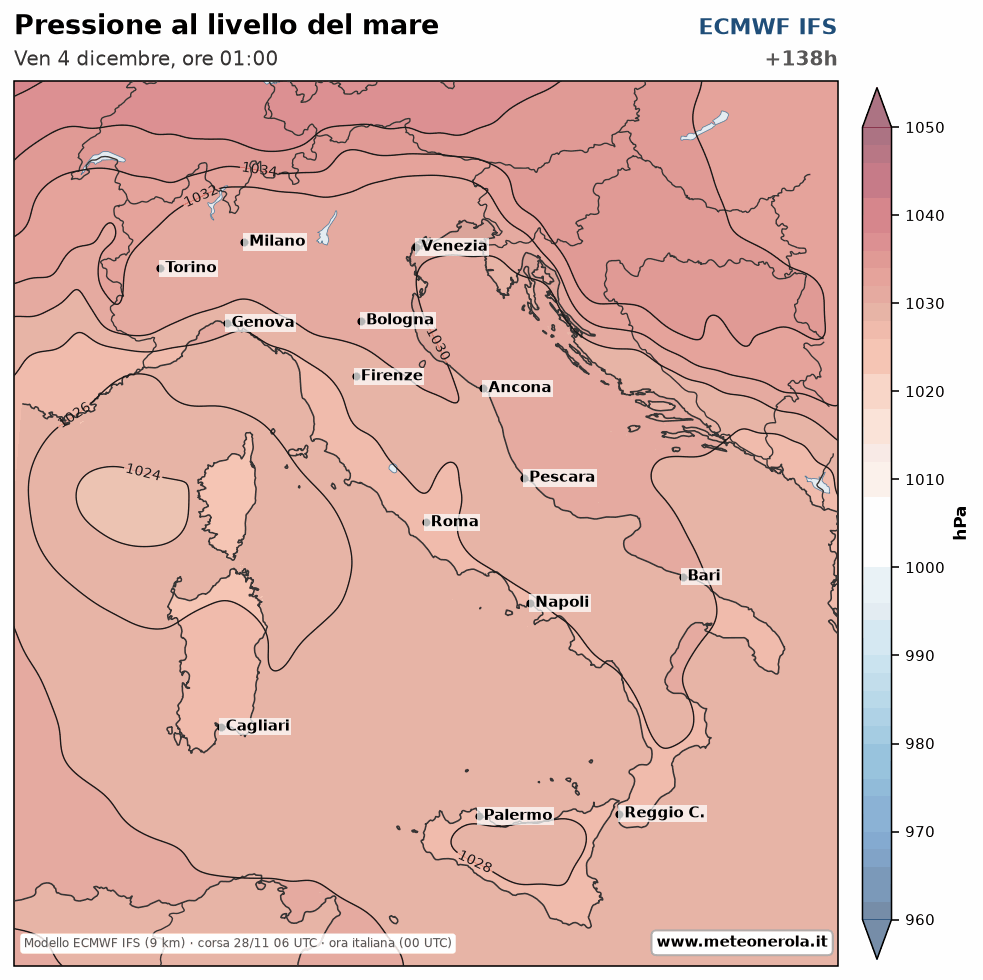 Pressione al livello del mare
ECMWF IFS
Ven 4 dicembre, ore 01:00
+138h
1034
1032
Milano
Venezia
Torino
Genova
Bologna
1030
Firenze
Ancona
1026
1024
Pescara
Roma
Bari
Napoli
Cagliari
Palermo
Reggio C.
1028
1050
1040
1030
1020
1010
1000
990
980
970
960
hPa
Modello ECMWF IFS (9 km) · corsa 28/11 06 UTC · ora italiana (00 UTC)
www.meteonerola.it